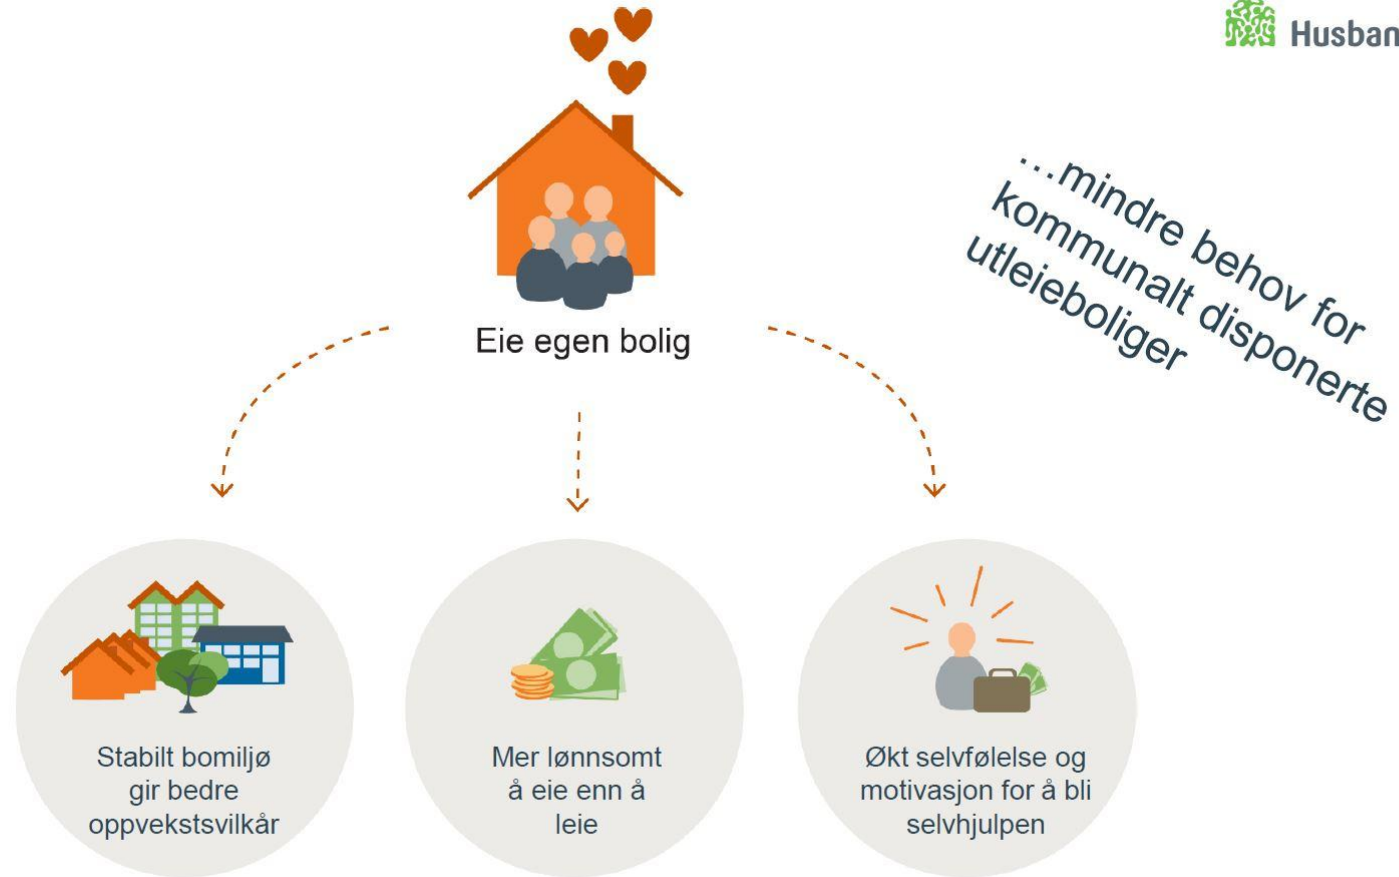 Husban
...mindre behov for
kommunalt disponerte
utleieboliger
Eie egen bolig
Stabilt bomiljø
gir bedre
oppvekstsvilkår
Mer lønnsomt
å eie enn å
leie
Økt selvfølelse og
motivasjon for å bli
selvhjulpen